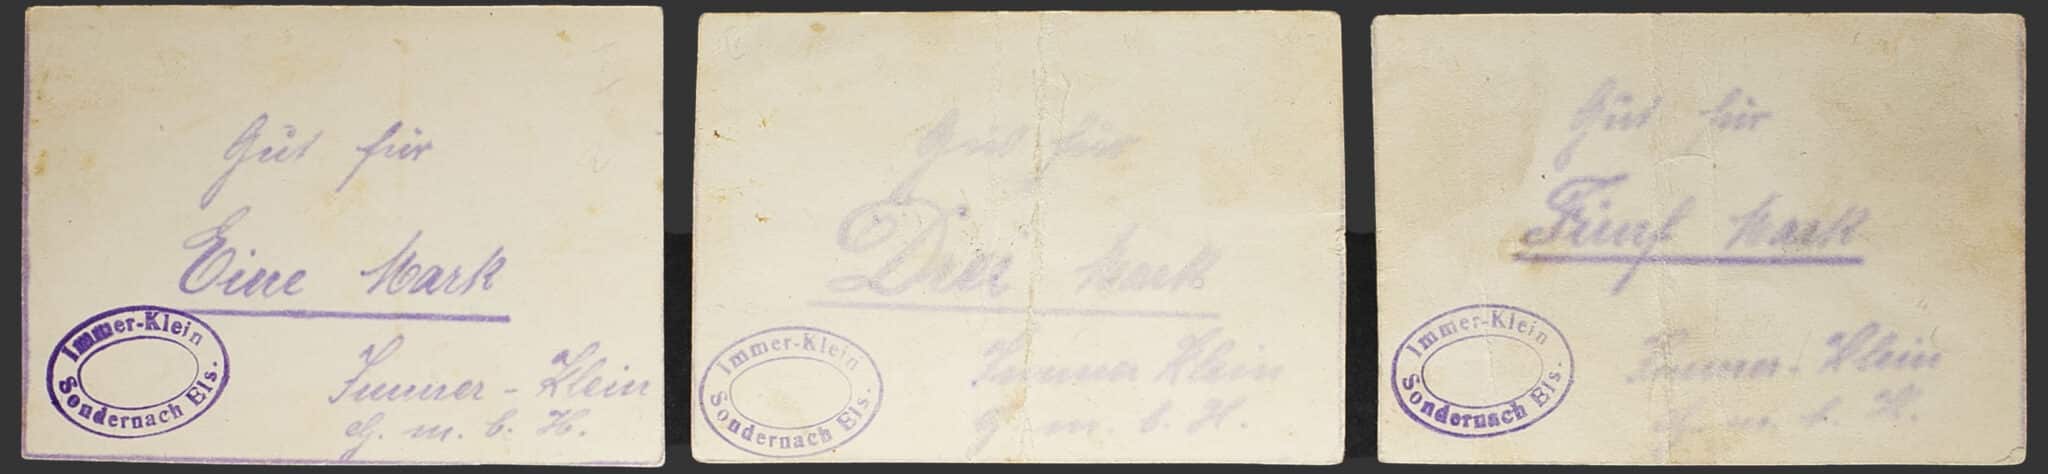 Gut für
Eine Mark
Immer-Klein
Sondernach Els.
Immer - Klein
G. m. b. H.
Gut für
Drei Mark
Immer-Klein
Sondernach Els.
Immer Klein
G m. b. H.
Gut für
Fünf Mark
Immer-Klein
Sondernach Els.
Immer - Klein
G. m. b. H.